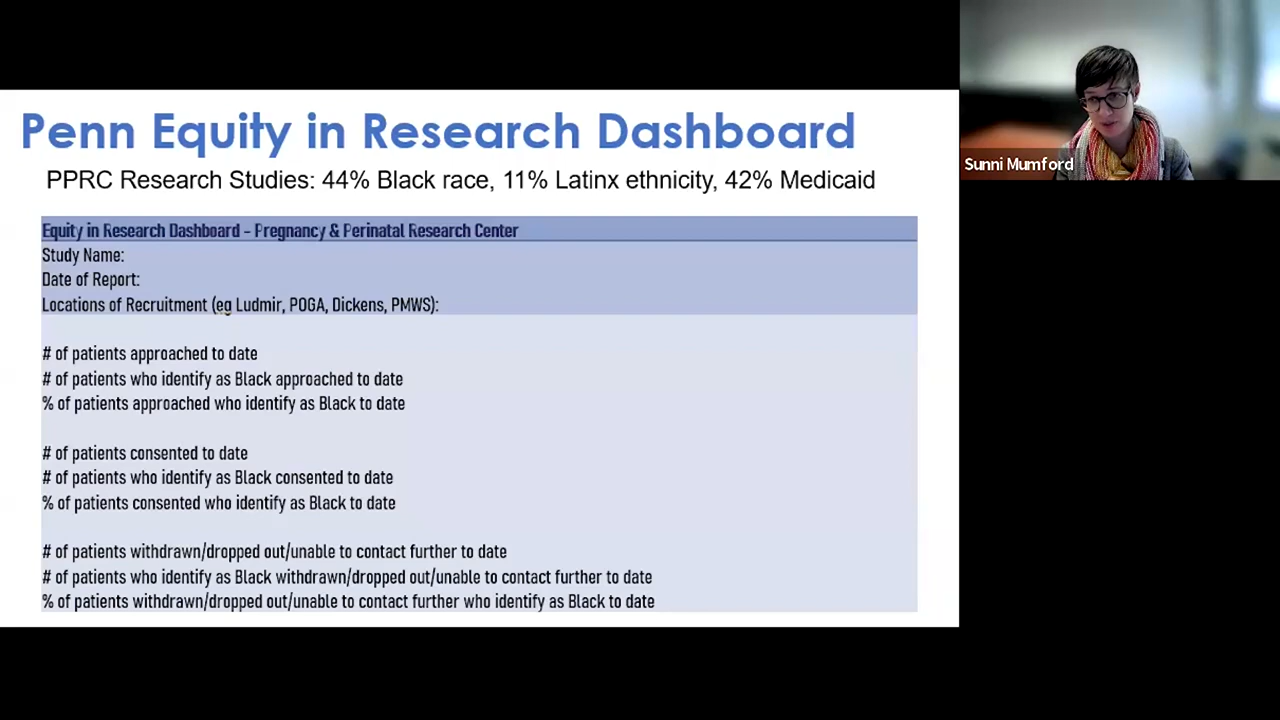 Penn Equity in Research Dashboard
PPRC Research Studies: 44% Black race, 11% Latinx ethnicity, 42% Medicaid
Equity in Research Dashboard - Pregnancy & Perinatal Research Center
Study Name:
Date of Report:
Locations of Recruitment (eg Ludmir, POGA, Dickens, PMWS):
# of patients approached to date
# of patients who identify as Black approached to date
% of patients approached who identify as Black to date
# of patients consented to date
# of patients who identify as Black consented to date
% of patients consented who identify as Black to date
# of patients withdrawn/dropped out/unable to contact further to date
# of patients who identify as Black withdrawn/dropped out/unable to contact further to date
% of patients withdrawn/dropped out/unable to contact further who identify as Black to date
Sunni Mumford